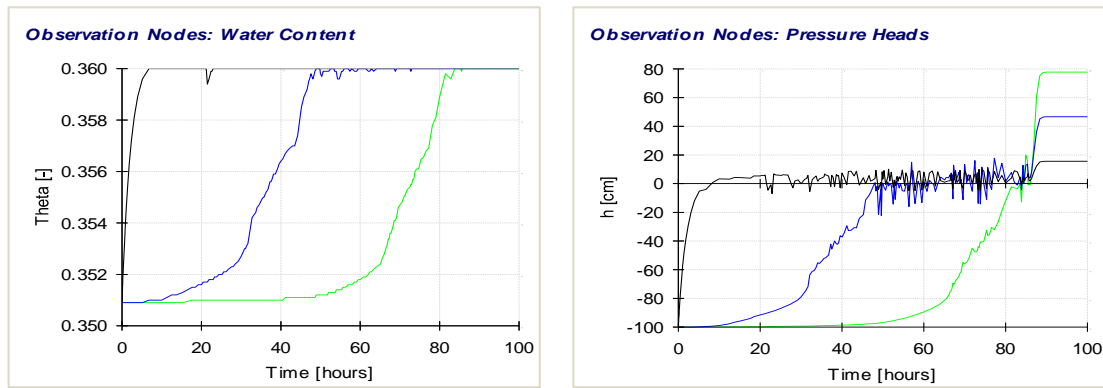 Observation Nodes: Water Content
0.360
0.358
0.356
0.354
0.352
0.350
Theta [-]
0 20 40 60 80 100
Time [hours]
Observation Nodes: Pressure Heads
80
60
40
20
0
-20
-40
-60
-80
-100
h [cm]
0 20 40 60 80 100
Time [hours]